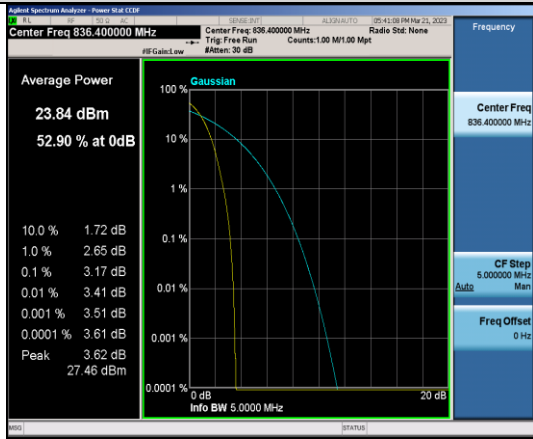 Agilent Spectrum Analyzer - Power Stat CCDF
RL RF 50 Ω AC SENSE:INT ALIGN AUTO 05:41:08 PM Mar 21, 2023
Center Freq 836.400000 MHz
Center Freq: 836.400000 MHz Radio Std: None
Trig: Free Run Counts:1.00 M/1.00 Mpt
#IFGain:Low #Atten: 30 dB
Frequency
Average Power
23.84 dBm
52.90 % at 0dB
10.0 % 1.72 dB
1.0 % 2.65 dB
0.1 % 3.17 dB
0.01 % 3.41 dB
0.001 % 3.51 dB
0.0001 % 3.61 dB
Peak 3.62 dB
27.46 dBm
Gaussian
100 %
10 %
1 %
0.1 %
0.01 %
0.001 %
0.0001 %
0 dB 20 dB
Info BW 5.0000 MHz
Center Freq
836.400000 MHz
CF Step
5.000000 MHz
Auto Man
Freq Offset
0 Hz
MSG STATUS